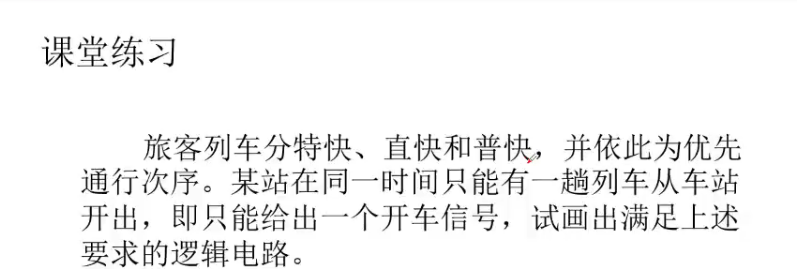 课堂练习
旅客列车分特快、直快和普快，并依此为优先
通行次序。某站在同一时间只能有一趟列车从车站
开出，即只能给出一个开车信号，试画出满足上述
要求的逻辑电路。